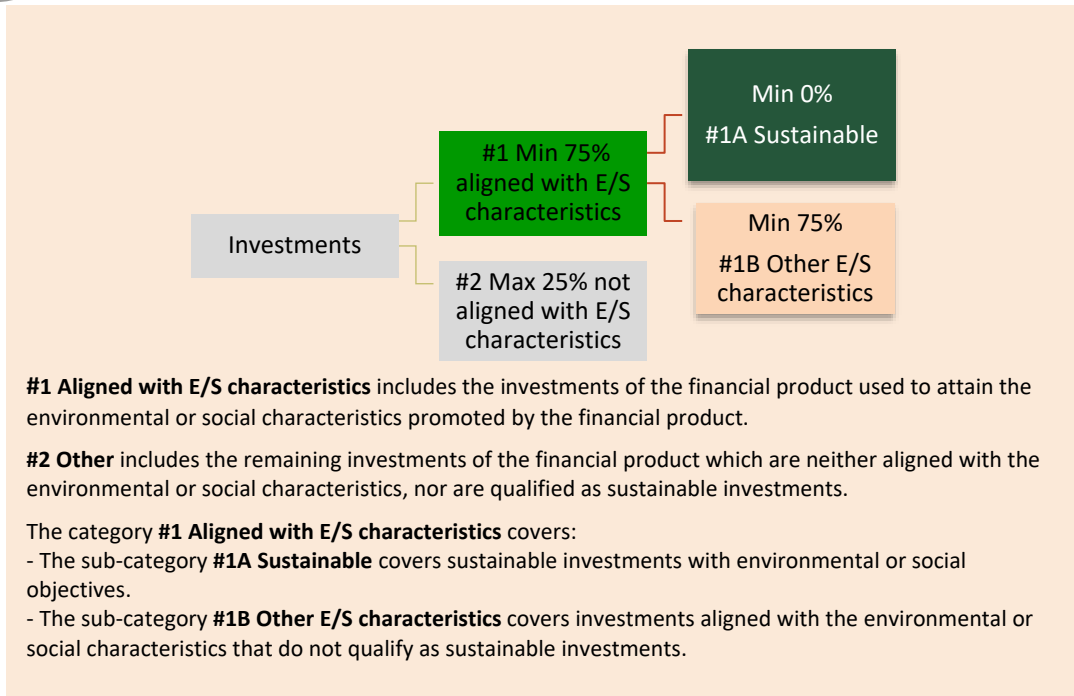 Min 0%
#1A Sustainable
#1 Min 75%
aligned with E/S
characteristics
Investments
Min 75%
#1B Other E/S
characteristics
#2 Max 25% not
aligned with E/S
characteristics
#1 Aligned with E/S characteristics includes the investments of the financial product used to attain the
environmental or social characteristics promoted by the financial product.
#2 Other includes the remaining investments of the financial product which are neither aligned with the
environmental or social characteristics, nor are qualified as sustainable investments.
The category #1 Aligned with E/S characteristics covers:
- The sub-category #1A Sustainable covers sustainable investments with environmental or social
objectives.
- The sub-category #1B Other E/S characteristics covers investments aligned with the environmental or
social characteristics that do not qualify as sustainable investments.